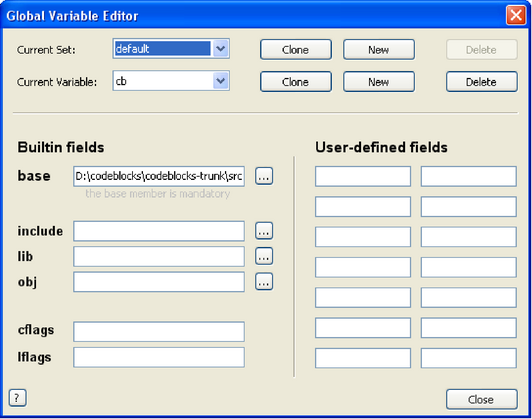 Global Variable Editor
Current Set: default Clone New Delete
Current Variable: cb Clone New Delete
Builtin fields User-defined fields
base D:\codeblocks\codeblocks-trunk\src ...
the base member is mandatory
include ...
lib ...
obj ...
cflags
lflags
? Close